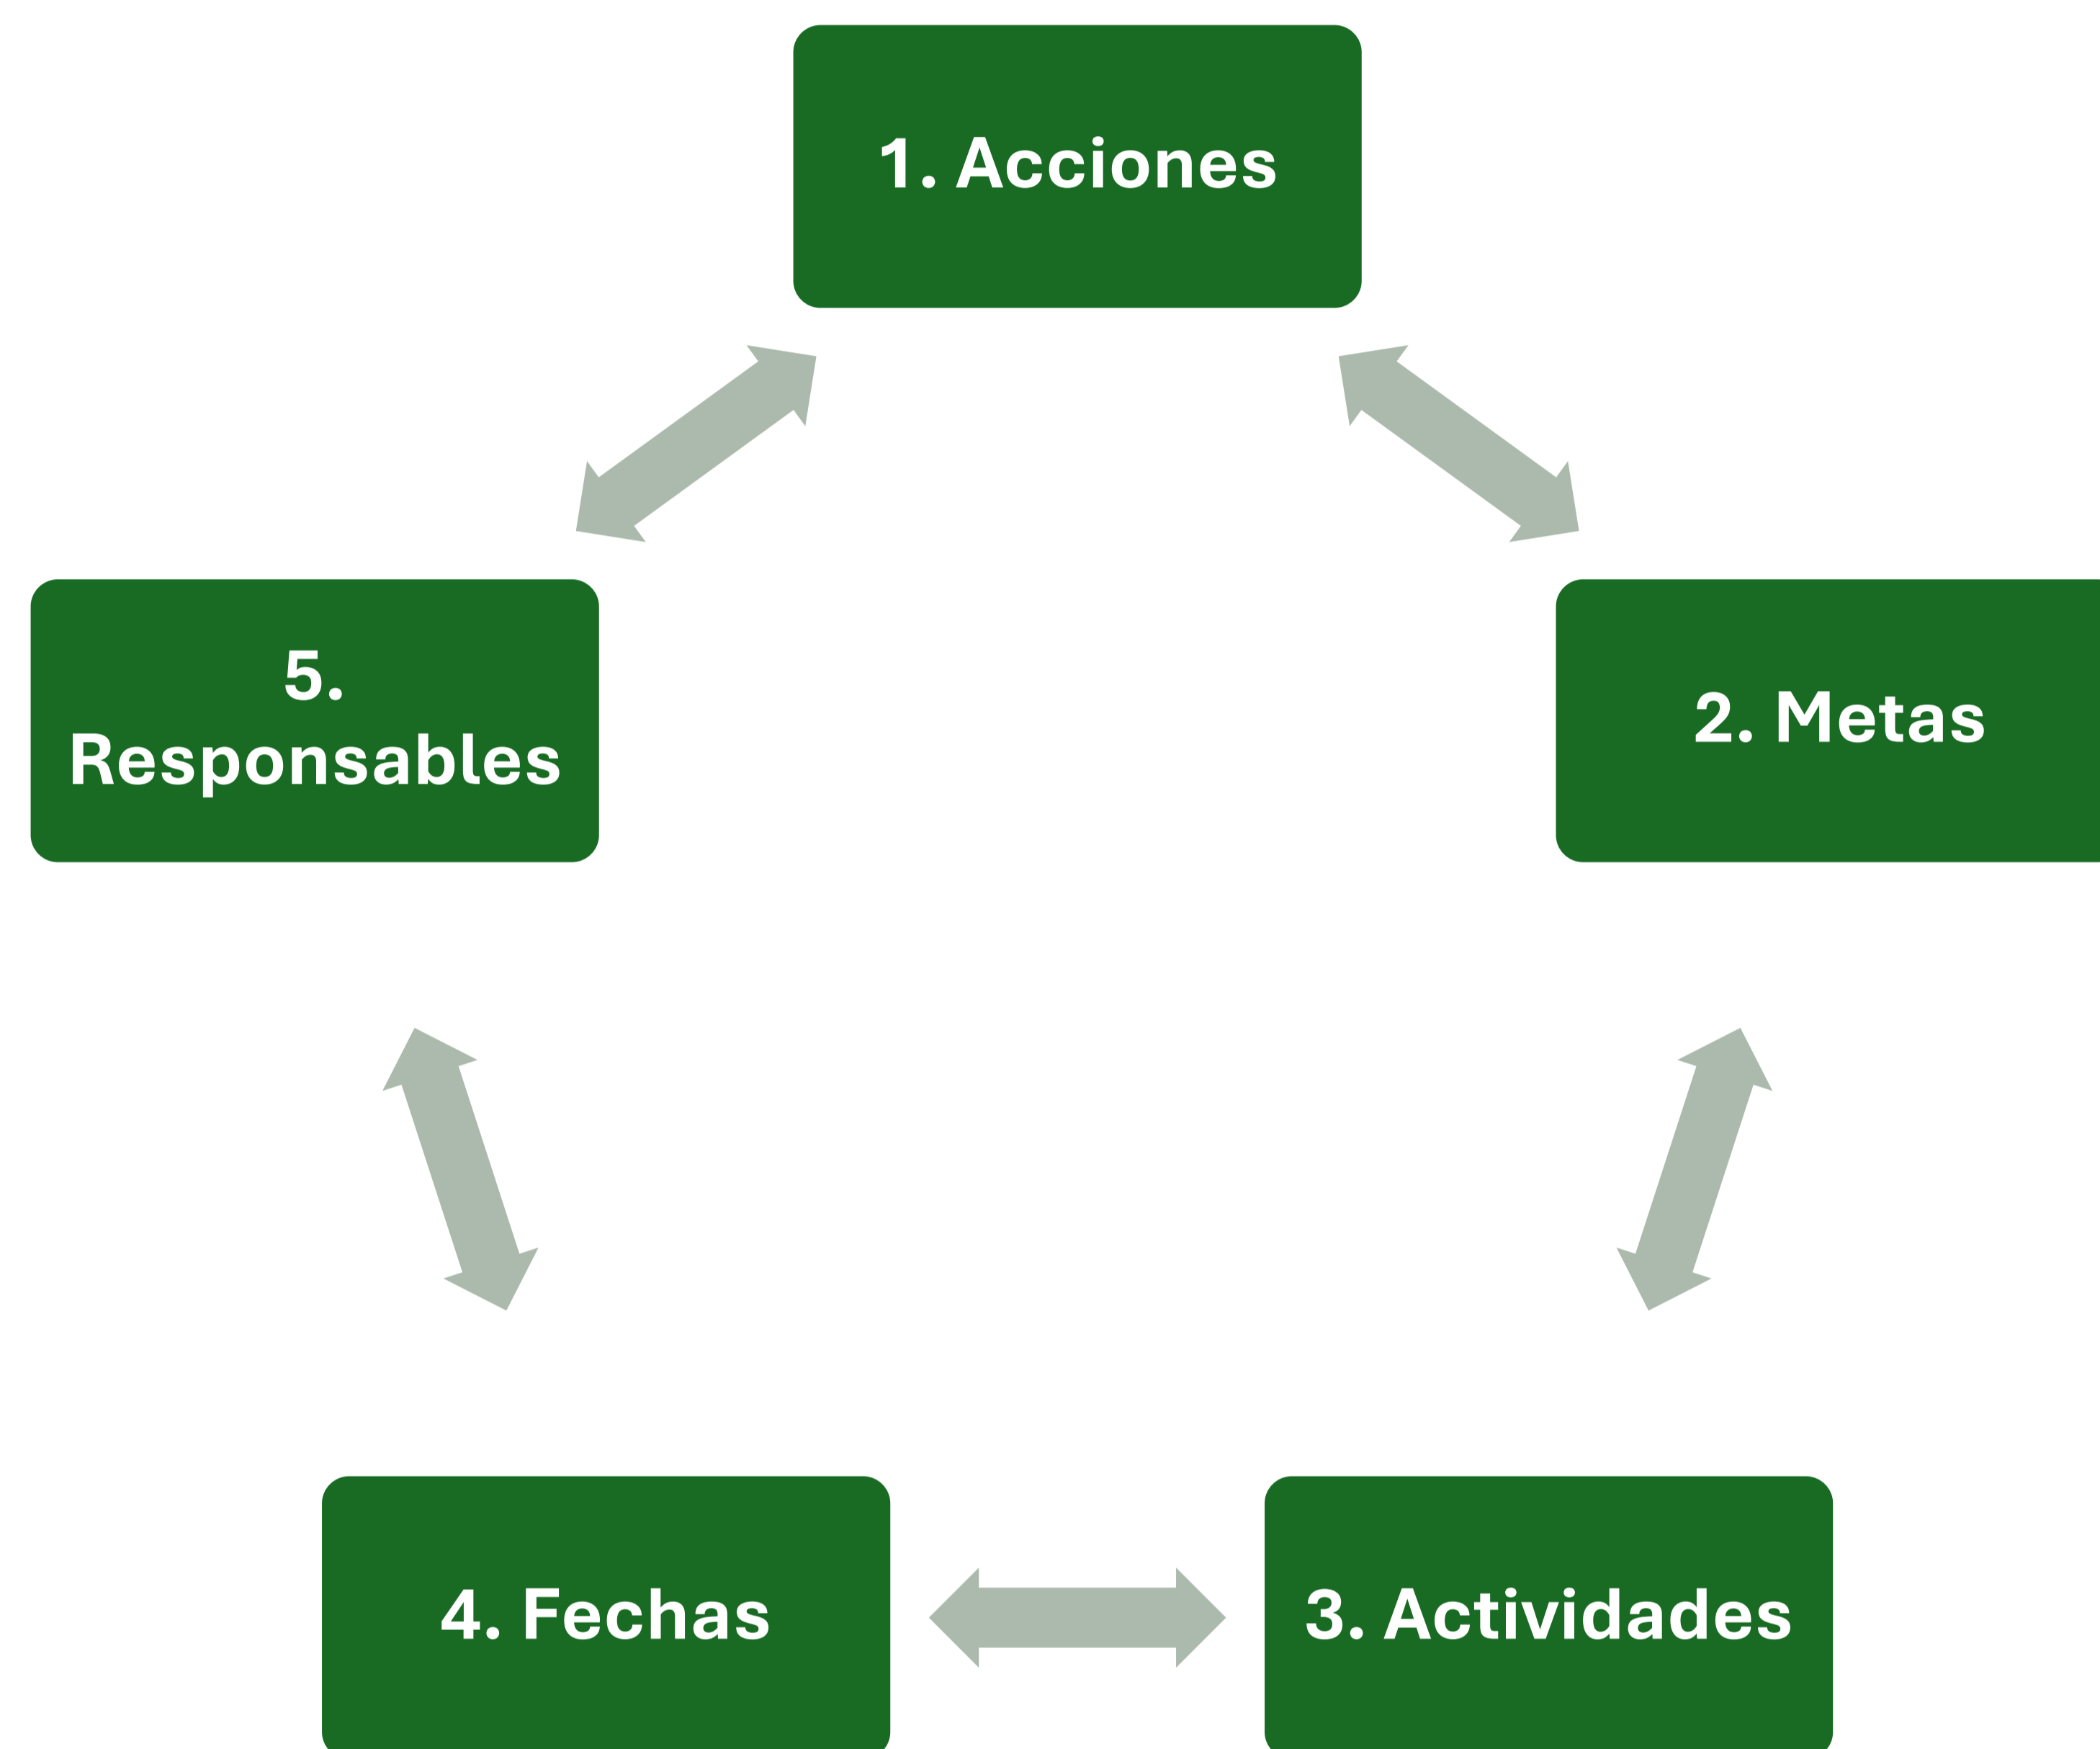 1. Acciones
2. Metas
3. Actividades
4. Fechas
5.
Responsables